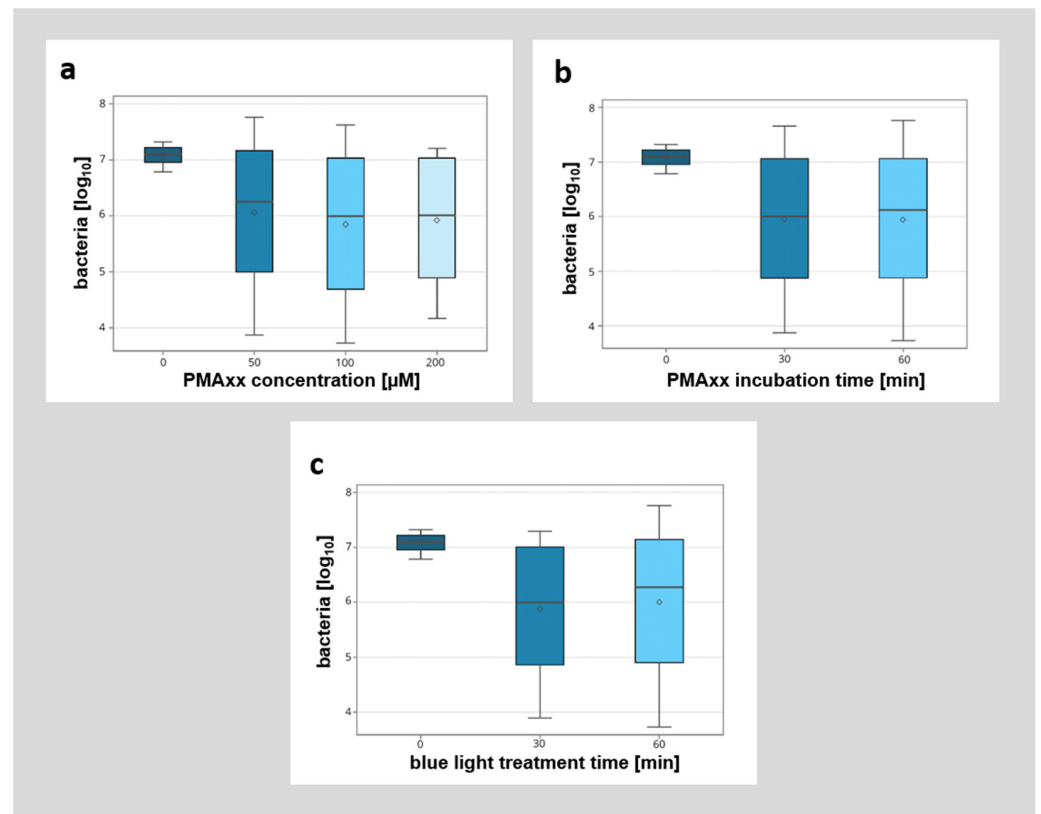 a
8
7
6
5
4
bacteria [log₁₀]
0 50 100 200
PMAxx concentration [µM]
b
8
7
6
5
4
bacteria [log₁₀]
0 30 60
PMAxx incubation time [min]
c
8
7
6
5
4
bacteria [log₁₀]
0 30 60
blue light treatment time [min]